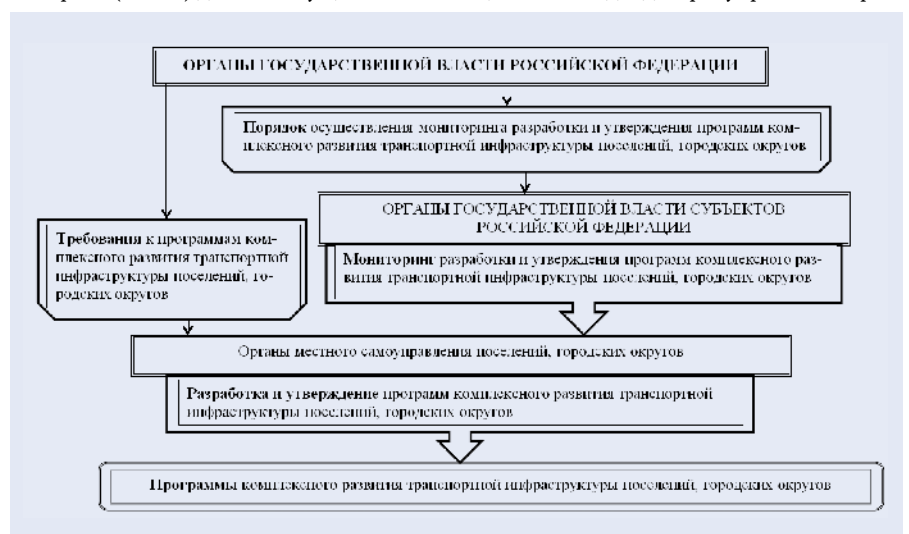 ОРГАНЫ ГОСУДАРСТВЕННОЙ ВЛАСТИ РОССИЙСКОЙ ФЕДЕРАЦИИ
Порядок осуществления мониторинга разработки и утверждения программ ком-
плексного развития транспортной инфраструктуры поселений, городских округов
ОРГАНЫ ГОСУДАРСТВЕННОЙ ВЛАСТИ СУБЪЕКТОВ
РОССИЙСКОЙ ФЕДЕРАЦИИ
Мониторинг разработки и утверждения программ комплексного раз-
вития транспортной инфраструктуры поселений, городских округов
Требования к программам ком-
плексного развития транспортной
инфраструктуры поселений, го-
родских округов
Органы местного самоуправления поселений, городских округов
Разработка и утверждение программ комплексного развития транспортной
инфраструктуры поселений, городских округов
Программы комплексного развития транспортной инфраструктуры поселений, городских округов